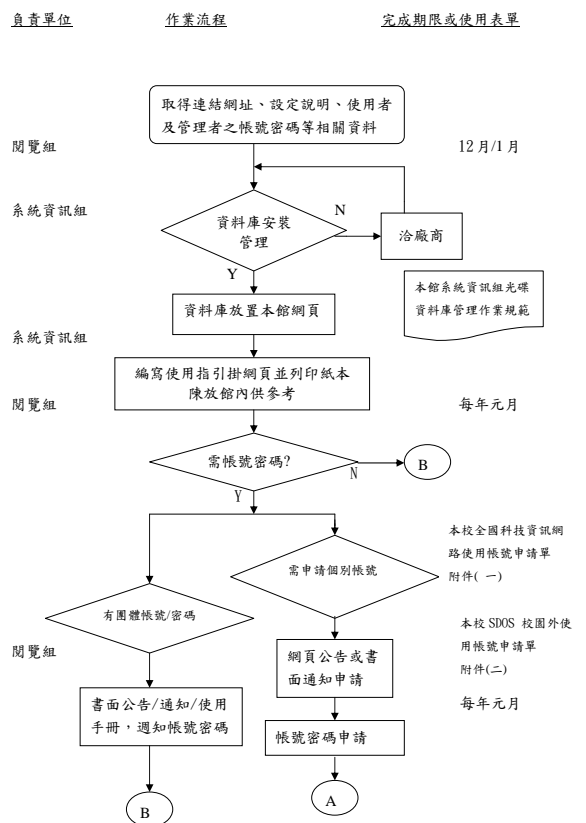 負責單位 作業流程 完成期限或使用表單
取得連結網址、設定說明、使用者
及管理者之帳號密碼等相關資料
閱覽組 12月/1月
系統資訊組
資料庫安裝
管理
N
洽廠商
Y
本館系統資訊組光碟
資料庫管理作業規範
資料庫放置本館網頁
系統資訊組
編寫使用指引掛網頁並列印紙本
陳放館內供參考
閱覽組 每年元月
需帳號密碼?
N
B
Y
本校全國科技資訊網
路使用帳號申請單
附件( 一)
需申請個別帳號
有團體帳號/密碼
本校 SDOS 校園外使
用帳號申請單
附件(二)
閱覽組
網頁公告或書
面通知申請
每年元月
書面公告/通知/使用
手冊，週知帳號密碼
帳號密碼申請
B
A